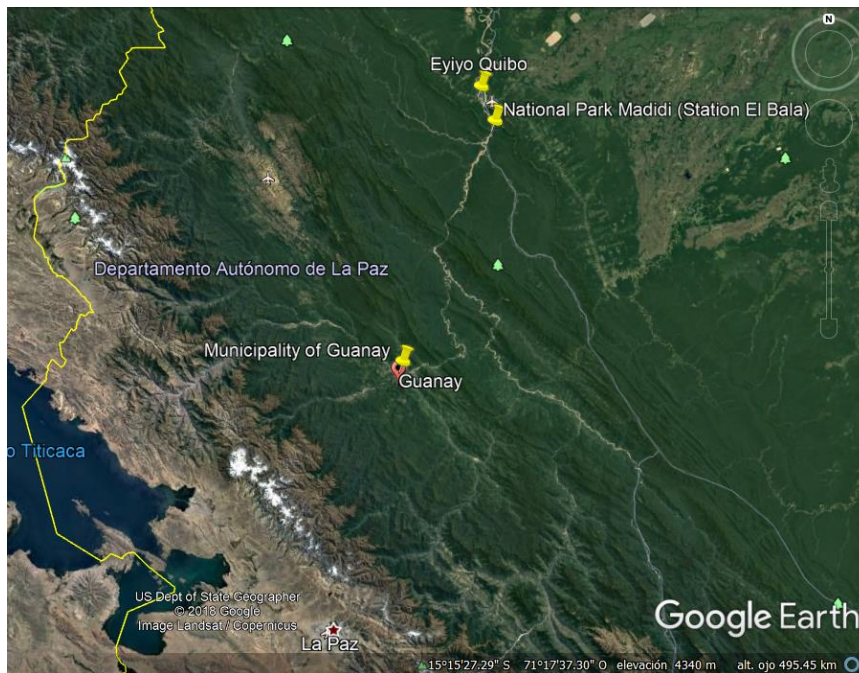 N
Eyiyo Quibo
National Park Madidi (Station El Bala)
Departamento Autónomo de La Paz
Municipality of Guanay
Guanay
o Titicaca
US Dept of State Geographer
© 2018 Google
Image Landsat / Copernicus
Google Earth
La Paz
15°15'27.29" S 71°17'37.30" O elevación 4340 m alt. ojo 495.45 km